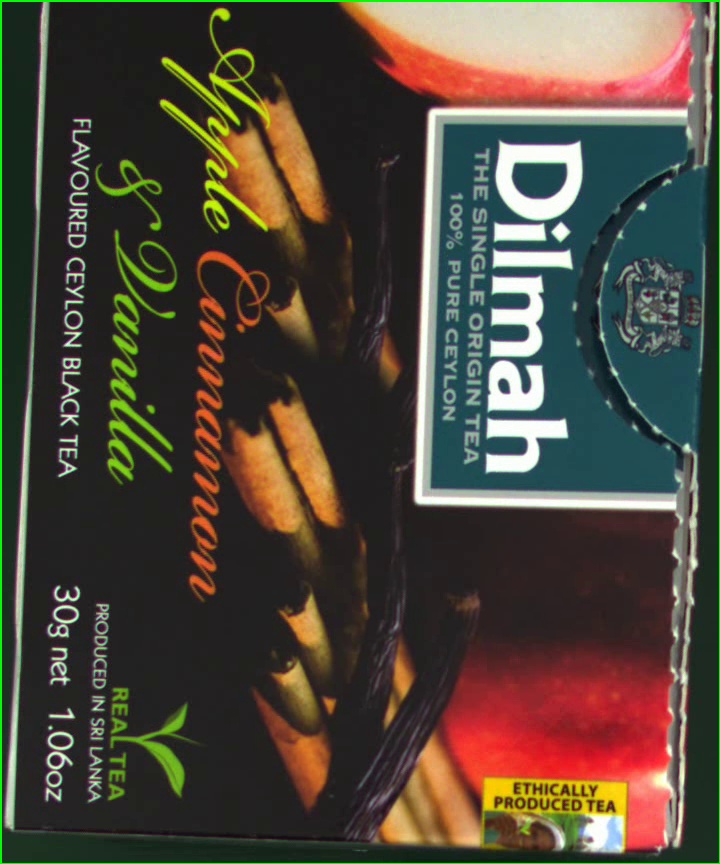 Dilmah
THE SINGLE ORIGIN TEA
100% PURE CEYLON
Apple Cinnamon
& Vanilla
FLAVOURED CEYLON BLACK TEA
REAL TEA
PRODUCED IN SRI LANKA
30g net 1.06oz
ETHICALLY
PRODUCED TEA